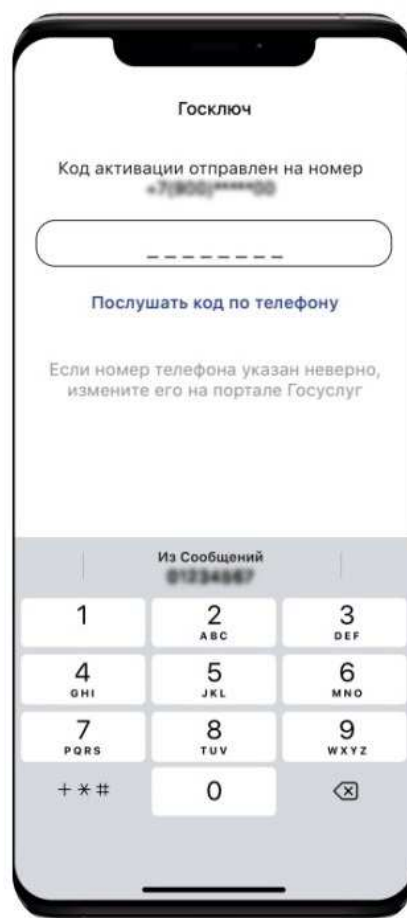 Госключ
Код активации отправлен на номер
Послушать код по телефону
Если номер телефона указан неверно,
измените его на портале Госуслуг
Из Сообщений
1 2 3
ABC DEF
4 5 6
GHI JKL MNO
7 8 9
PQRS TUV WXYZ
+ * # 0